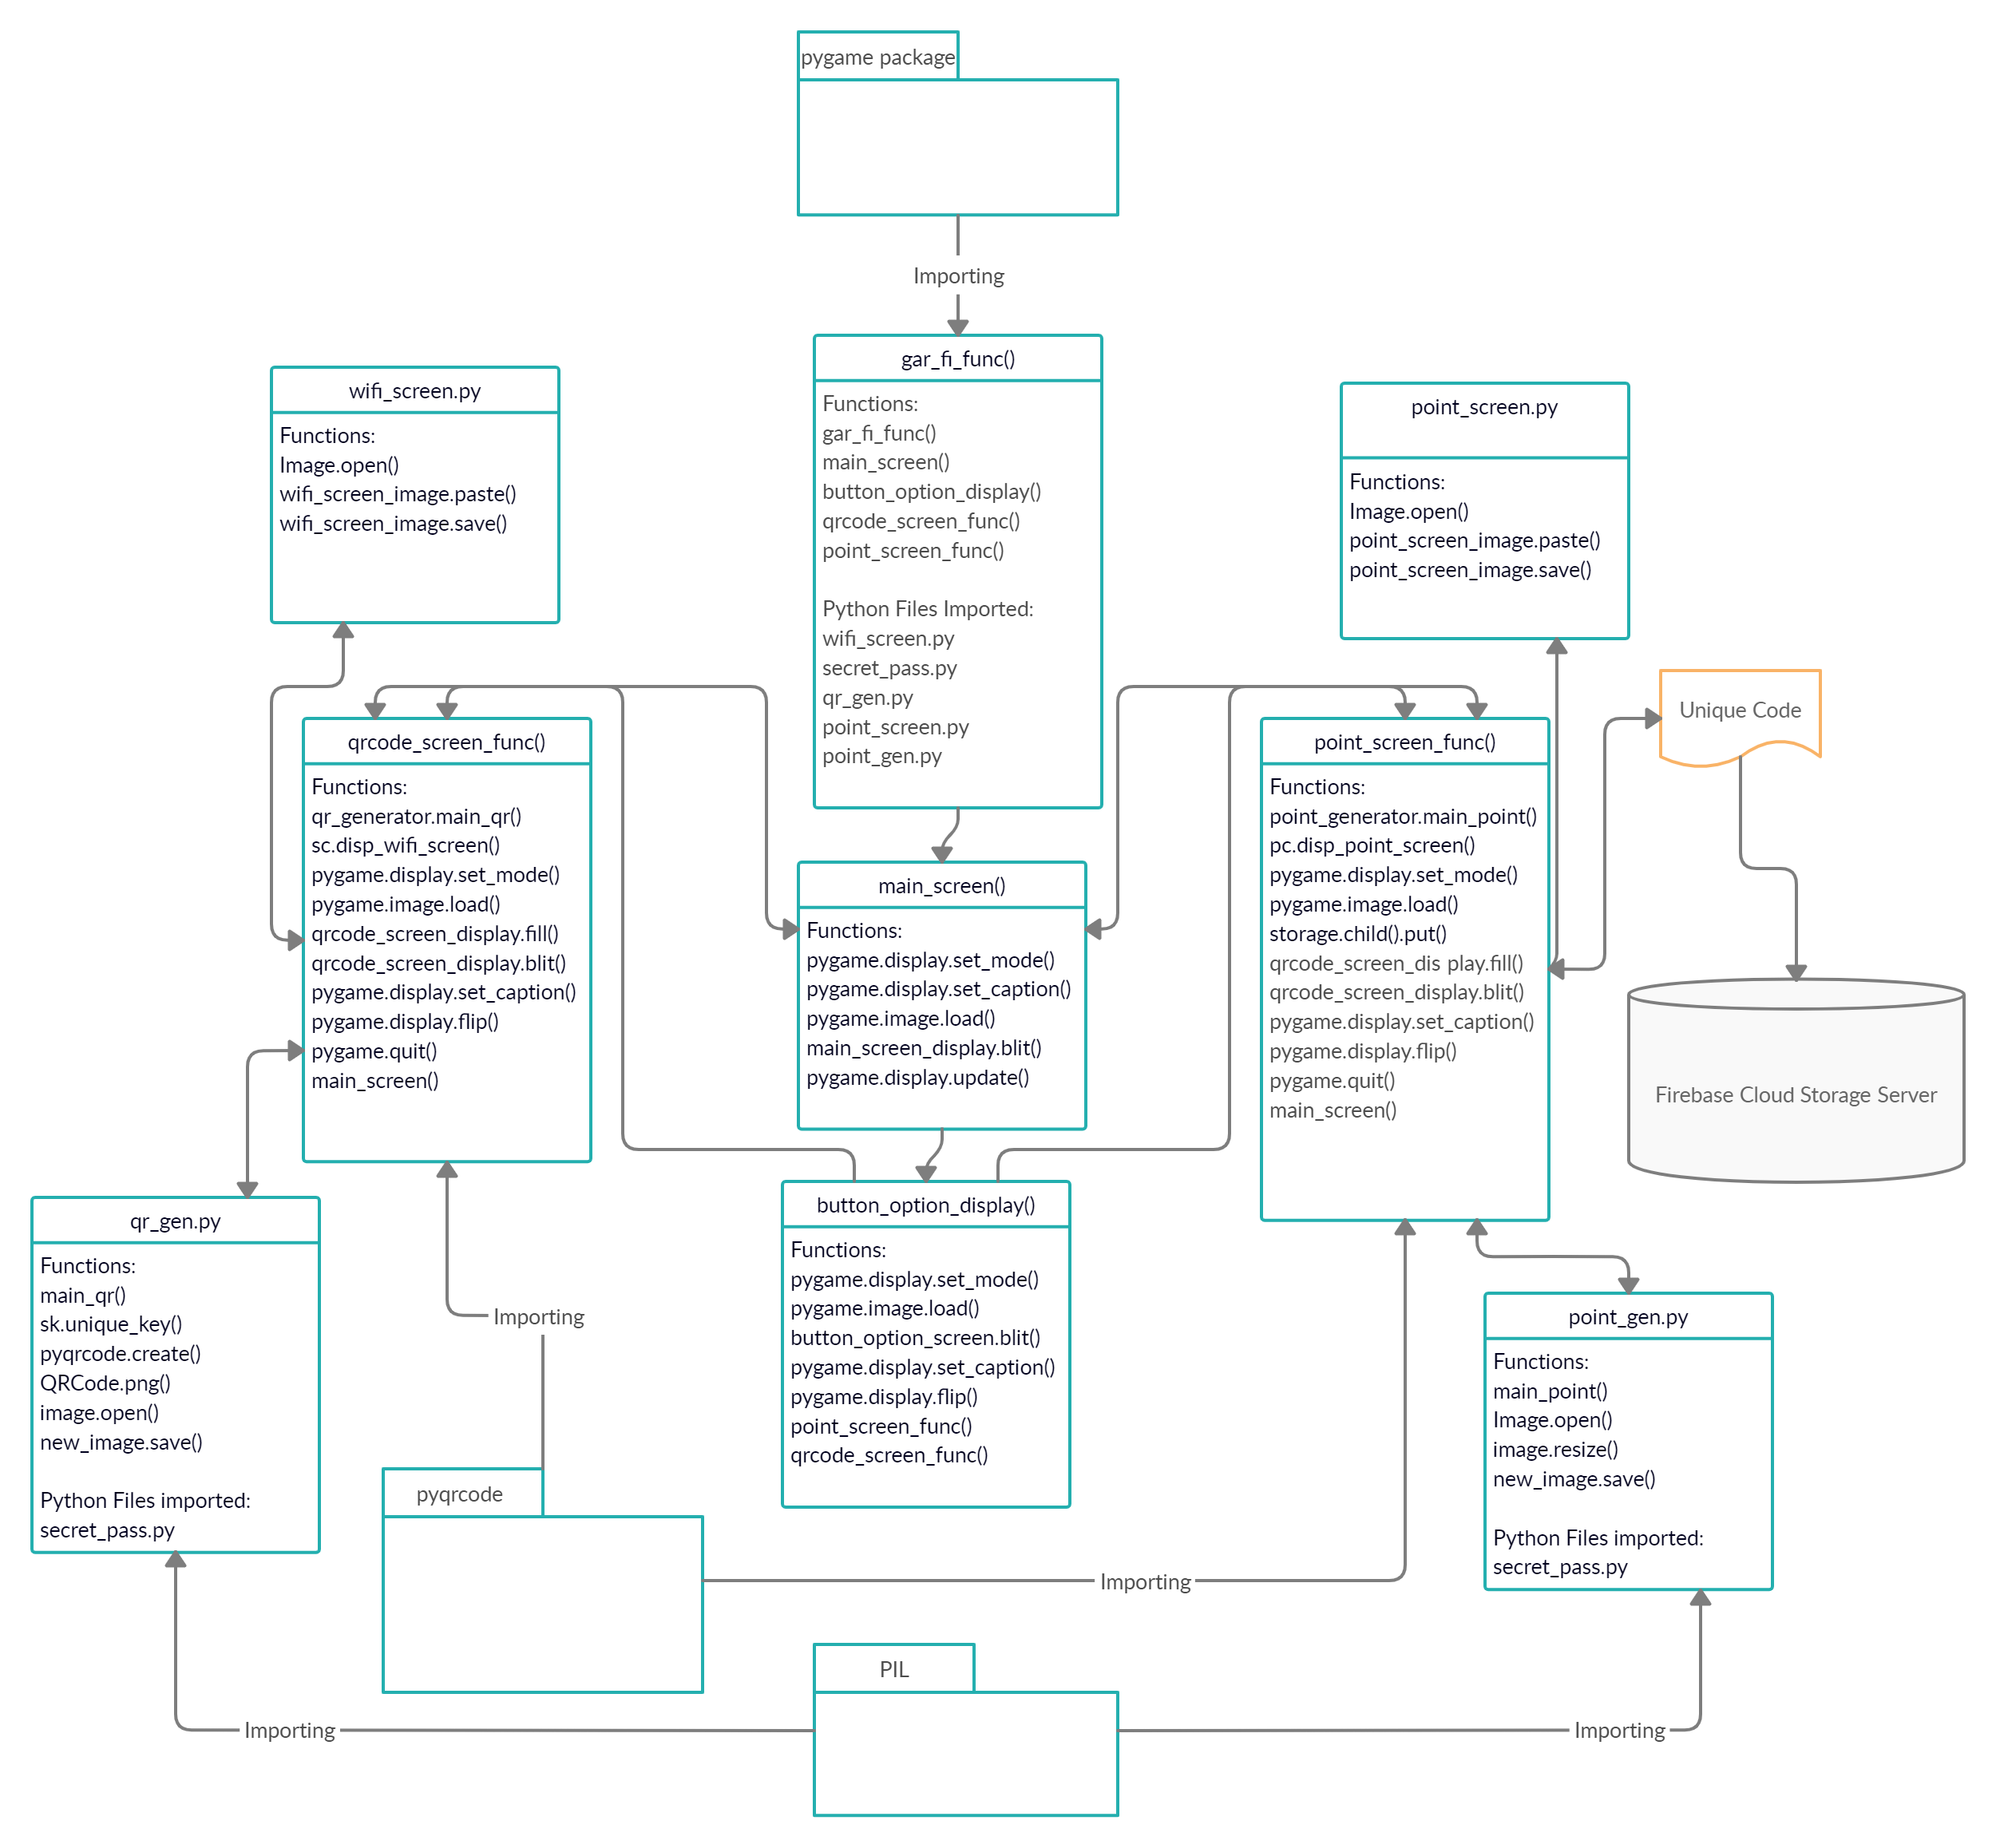 pygame package
Importing
gar_fi_func()
Functions:
gar_fi_func()
main_screen()
button_option_display()
qrcode_screen_func()
point_screen_func()
Python Files Imported:
wifi_screen.py
secret_pass.py
qr_gen.py
point_screen.py
point_gen.py
wifi_screen.py
Functions:
Image.open()
wifi_screen_image.paste()
wifi_screen_image.save()
point_screen.py
Functions:
Image.open()
point_screen_image.paste()
point_screen_image.save()
Unique Code
qrcode_screen_func()
Functions:
qr_generator.main_qr()
sc.disp_wifi_screen()
pygame.display.set_mode()
pygame.image.load()
qrcode_screen_display.fill()
qrcode_screen_display.blit()
pygame.display.set_caption()
pygame.display.flip()
pygame.quit()
main_screen()
main_screen()
Functions:
pygame.display.set_mode()
pygame.display.set_caption()
pygame.image.load()
main_screen_display.blit()
pygame.display.update()
point_screen_func()
Functions:
point_generator.main_point()
pc.disp_point_screen()
pygame.display.set_mode()
pygame.image.load()
storage.child().put()
qrcode_screen_dis play.fill()
qrcode_screen_display.blit()
pygame.display.set_caption()
pygame.display.flip()
pygame.quit()
main_screen()
Firebase Cloud Storage Server
qr_gen.py
Functions:
main_qr()
sk.unique_key()
pyqrcode.create()
QRCode.png()
image.open()
new_image.save()
Python Files imported:
secret_pass.py
Importing
button_option_display()
Functions:
pygame.display.set_mode()
pygame.image.load()
button_option_screen.blit()
pygame.display.set_caption()
pygame.display.flip()
point_screen_func()
qrcode_screen_func()
point_gen.py
Functions:
main_point()
Image.open()
image.resize()
new_image.save()
Python Files imported:
secret_pass.py
pyqrcode
Importing
PIL
Importing
Importing